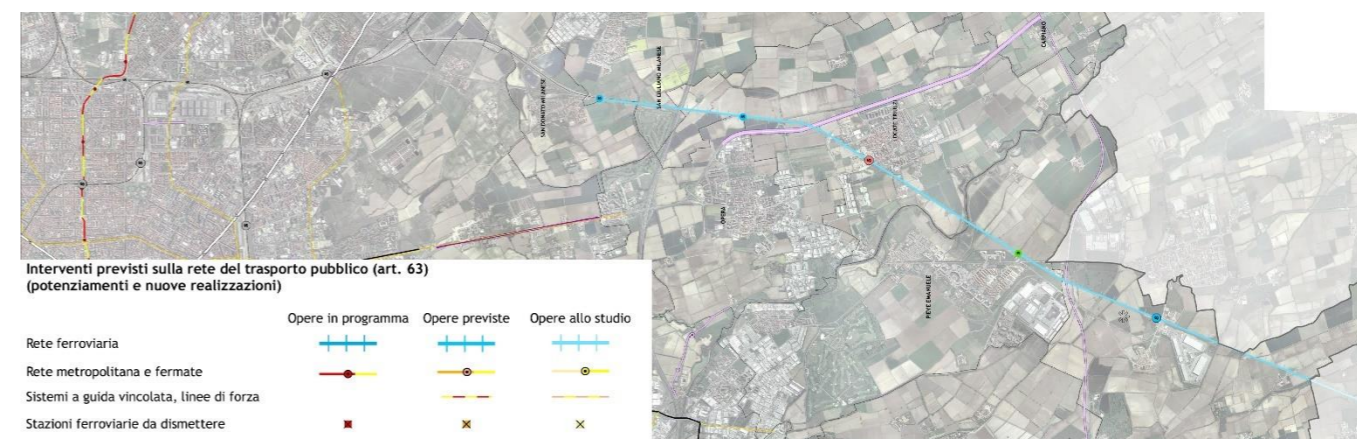 SAN DONATO MILANESE
SAN GIULIANO MILANESE
CARPIANO
LOCATE TRIULZI
OPERA
PIEVE EMANUELE
Interventi previsti sulla rete del trasporto pubblico (art. 63)
(potenziamenti e nuove realizzazioni)
Opere in programma Opere previste Opere allo studio
Rete ferroviaria
Rete metropolitana e fermate
Sistemi a guida vincolata, linee di forza
Stazioni ferroviarie da dismettere